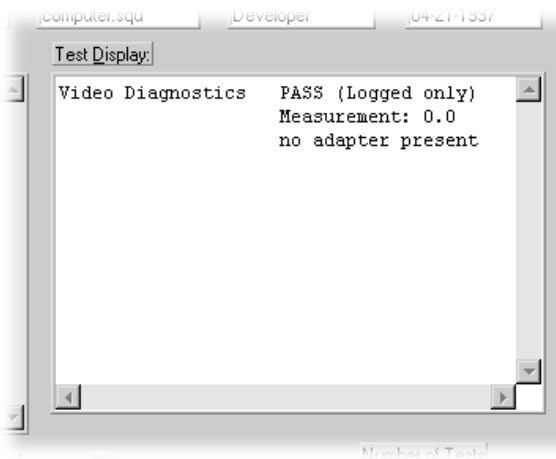 computer.squ Developer 04-21-1997
Test Display:
Video Diagnostics PASS (Logged only)
Measurement: 0.0
no adapter present
Number of Tests